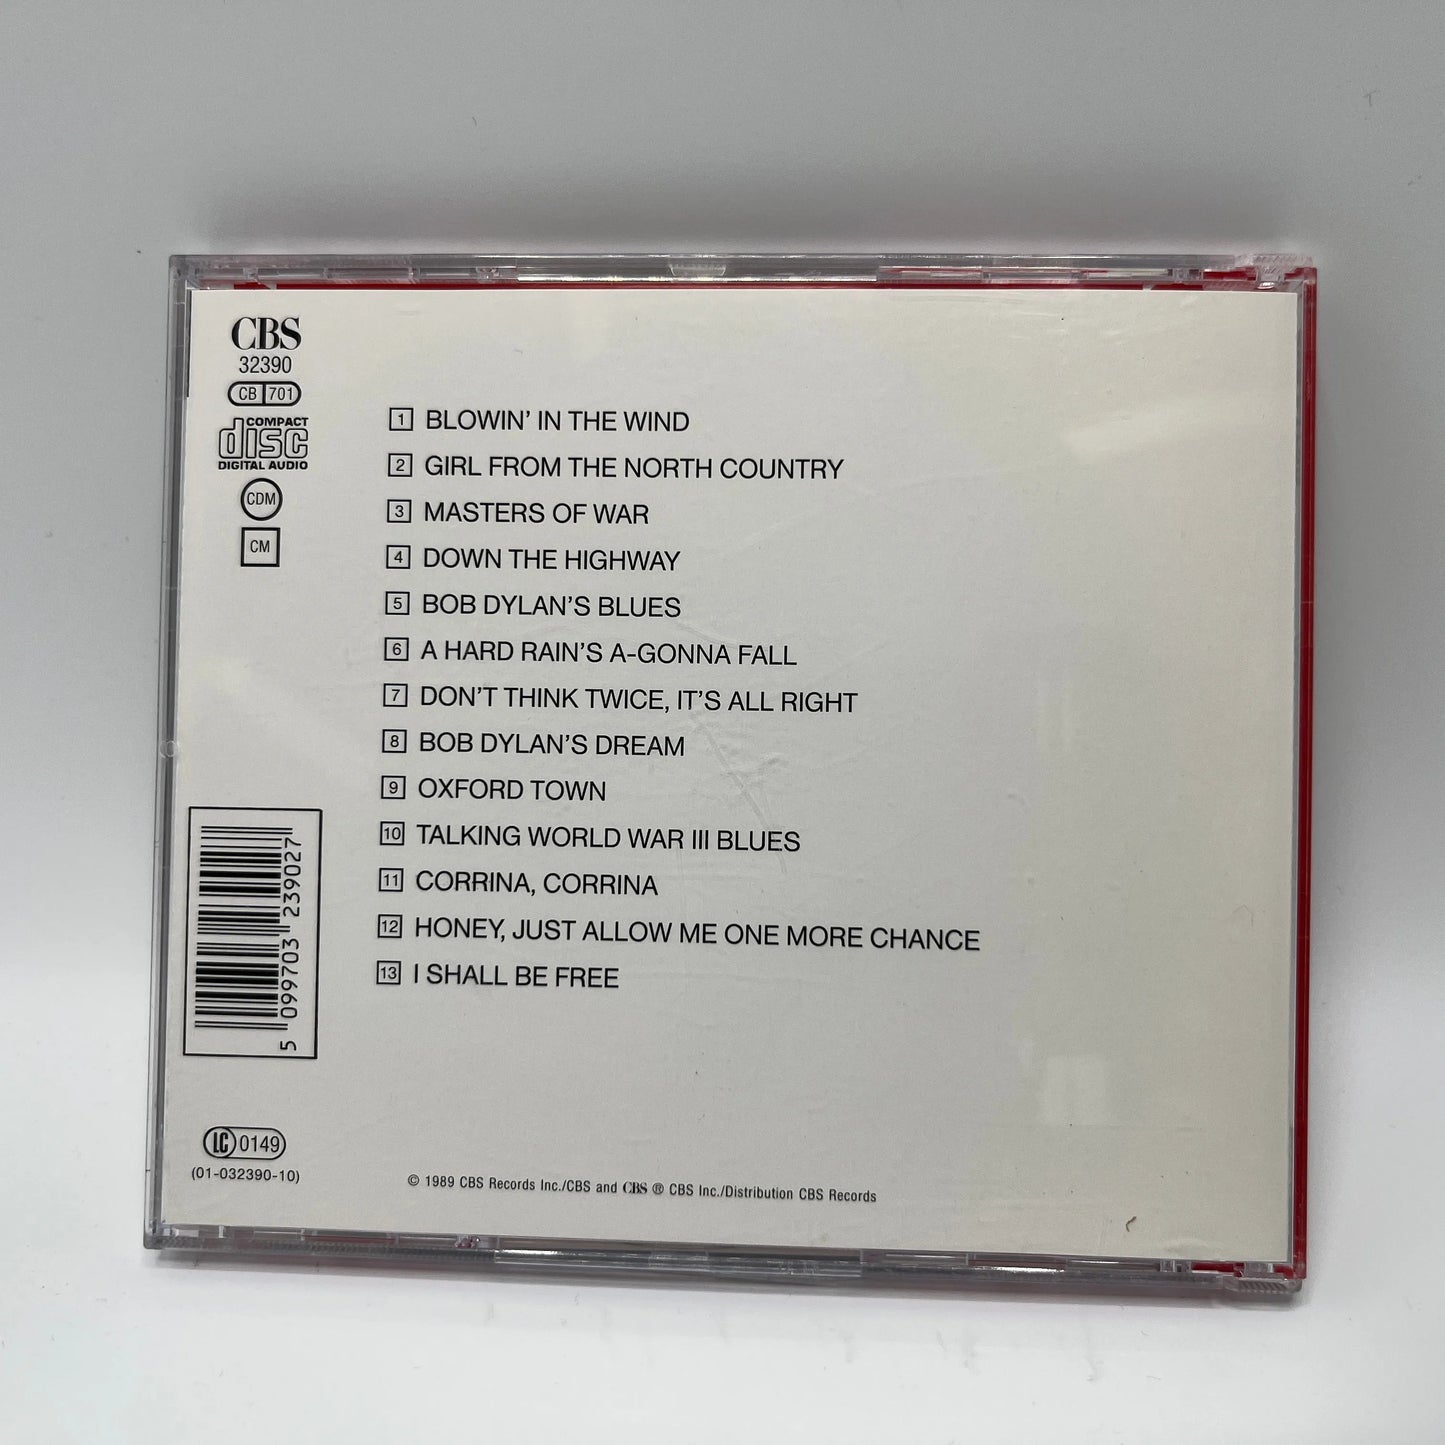 CBS
32390
CB 701
COMPACT
disc
DIGITAL AUDIO
CDM
CM
1 BLOWIN' IN THE WIND
2 GIRL FROM THE NORTH COUNTRY
3 MASTERS OF WAR
4 DOWN THE HIGHWAY
5 BOB DYLAN'S BLUES
6 A HARD RAIN'S A-GONNA FALL
7 DON'T THINK TWICE, IT'S ALL RIGHT
8 BOB DYLAN'S DREAM
9 OXFORD TOWN
10 TALKING WORLD WAR III BLUES
11 CORRINA, CORRINA
12 HONEY, JUST ALLOW ME ONE MORE CHANCE
13 I SHALL BE FREE
5 099703 239027
LC 0149
(01-032390-10)
© 1989 CBS Records Inc./CBS and CBS ® CBS Inc./Distribution CBS Records